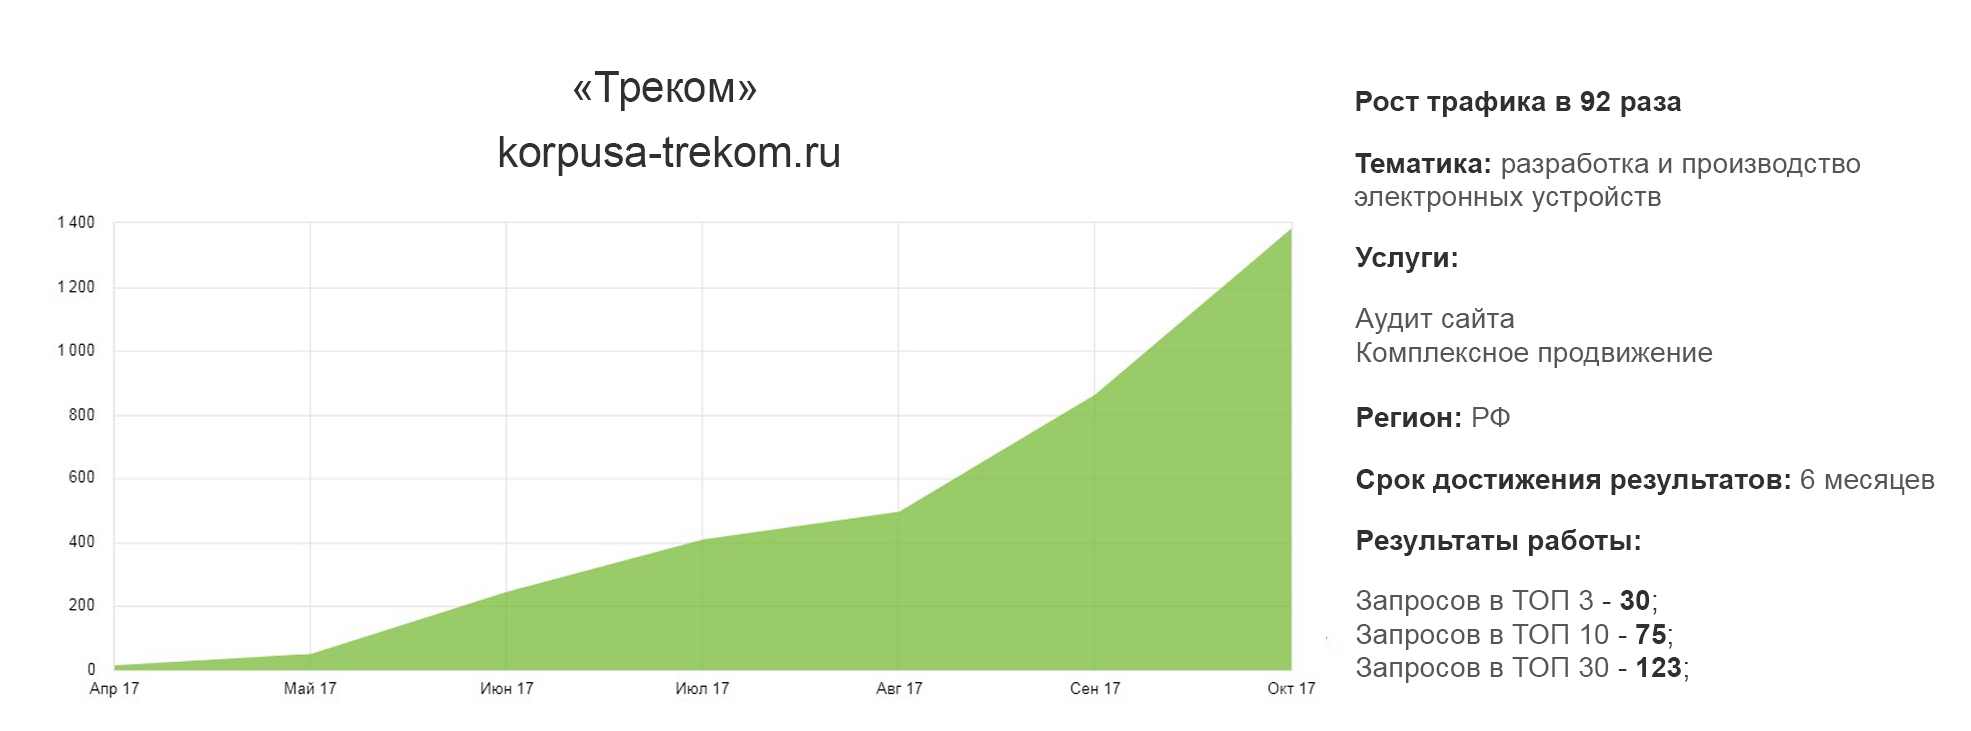 «Треком»
korpusa-trekom.ru
1 400
1 200
1 000
800
600
400
200
0
Апр 17 Май 17 Июн 17 Июл 17 Авг 17 Сен 17 Окт 17
Рост трафика в 92 раза
Тематика: разработка и производство
электронных устройств
Услуги:
Аудит сайта
Комплексное продвижение
Регион: РФ
Срок достижения результатов: 6 месяцев
Результаты работы:
Запросов в ТОП 3 - 30;
Запросов в ТОП 10 - 75;
Запросов в ТОП 30 - 123;